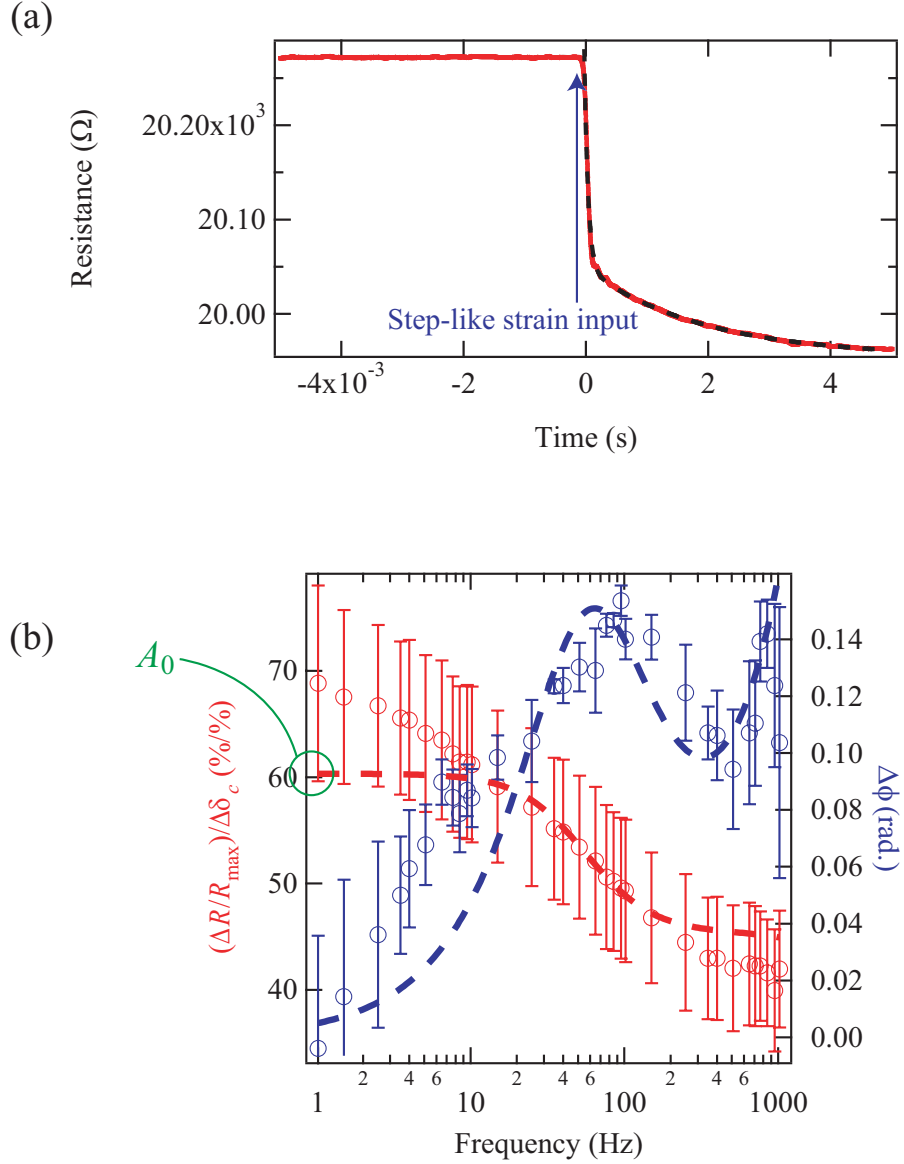 (a)
Resistance (Ω)
20.20x10³
20.10
20.00
Step-like strain input
-4x10⁻³
-2
0
2
4
Time (s)
(b)
A₀
(ΔR/Rmax)/Δδc (%/%)
70
60
50
40
0.14
0.12
0.10
0.08
0.06
0.04
0.02
0.00
Δϕ (rad.)
1
2
4
6
10
2
4
6
100
2
4
6
1000
Frequency (Hz)